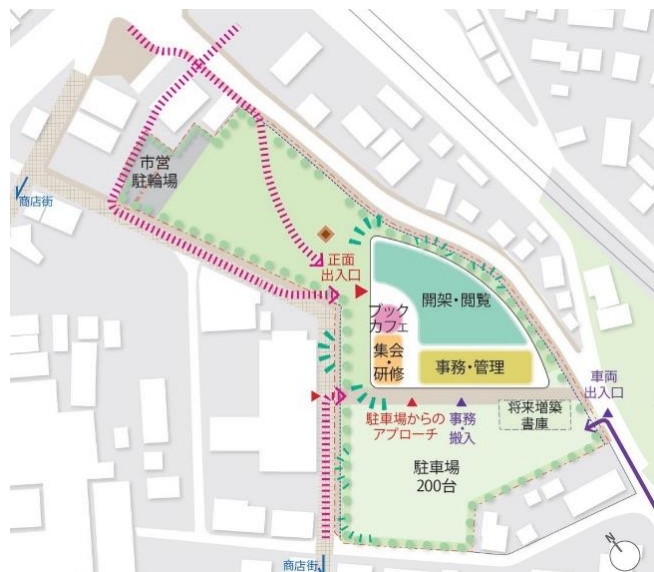 市営
駐輪場
商店街
正面
出入口
開架・閲覧
ブック
カフェ
集会
・
研修
事務・管理
車両
出入口
駐車場からの
アプローチ
事務
・
搬入
将来増築
書庫
駐車場
200台
N
商店街